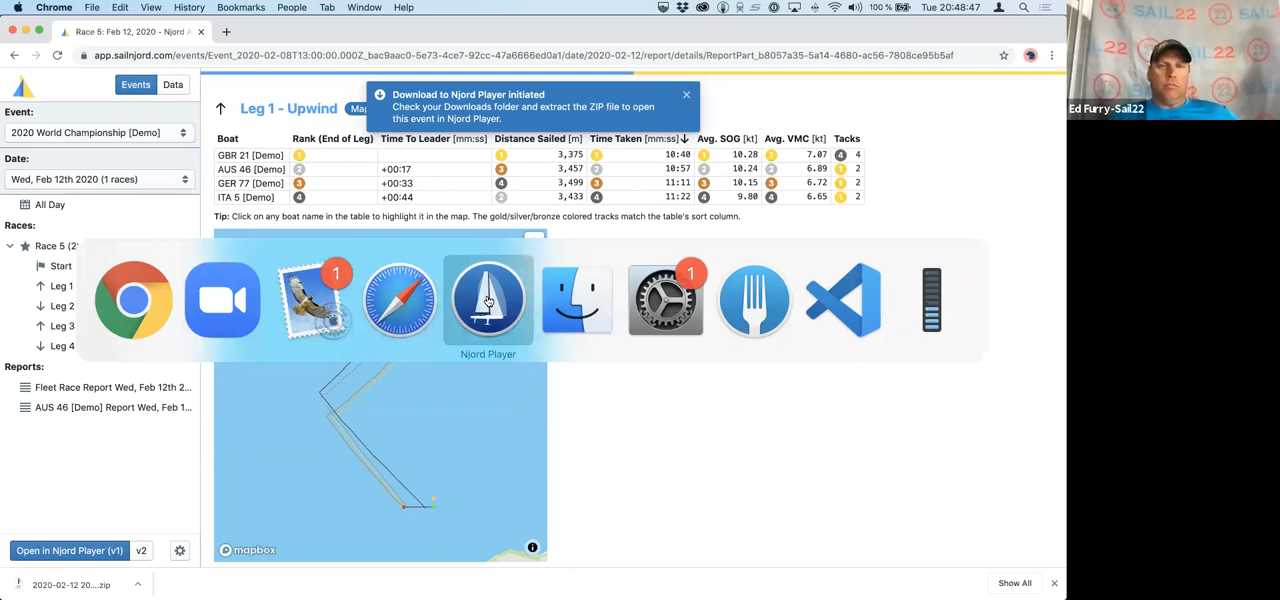 Chrome File Edit View History Bookmarks People Tab Window Help 100 % Tue 20:48:47
Race 5: Feb 12, 2020 - Njord A
app.sailnjord.com/events/Event_2020-02-08T13:00:00.000Z_bac9aac0-5e73-4ce7-92cc-47a6666ed0a1/date/2020-02-12/report/details/ReportPart_b8057a35-5a14-4680-ac56-7808ce95b5af
Events Data
Event:
2020 World Championship [Demo]
Date:
Wed, Feb 12th 2020 (1 races)
All Day
Races:
Race 5 (2
Start
Leg 1
Leg 2
Leg 3
Leg 4
Reports:
Fleet Race Report Wed, Feb 12th 2...
AUS 46 [Demo] Report Wed, Feb 1...
Open in Njord Player (v1) v2
Leg 1 - Upwind Map
Download to Njord Player initiated
Check your Downloads folder and extract the ZIP file to open
this event in Njord Player.
Boat Rank (End of Leg) Time To Leader [mm:ss] Distance Sailed [m] Time Taken [mm:ss] Avg. SOG [kt] Avg. VMC [kt] Tacks
GBR 21 [Demo] 1 1 3,375 1 10:40 1 10.28 1 7.07 4 4
AUS 46 [Demo] 2 +00:17 3 3,457 2 10:57 2 10.24 2 6.89 1 2
GER 77 [Demo] 3 +00:33 4 3,499 3 11:11 3 10.15 3 6.72 1 2
ITA 5 [Demo] 4 +00:44 2 3,433 4 11:22 4 9.80 4 6.65 1 2
Tip: Click on any boat name in the table to highlight it in the map. The gold/silver/bronze colored tracks match the table's sort column.
1 1
Njord Player
mapbox
2020-02-12 20....zip
Show All
SAIL22
22
SAIL
L22
22
SAIL22
Ed Furry-Sail22